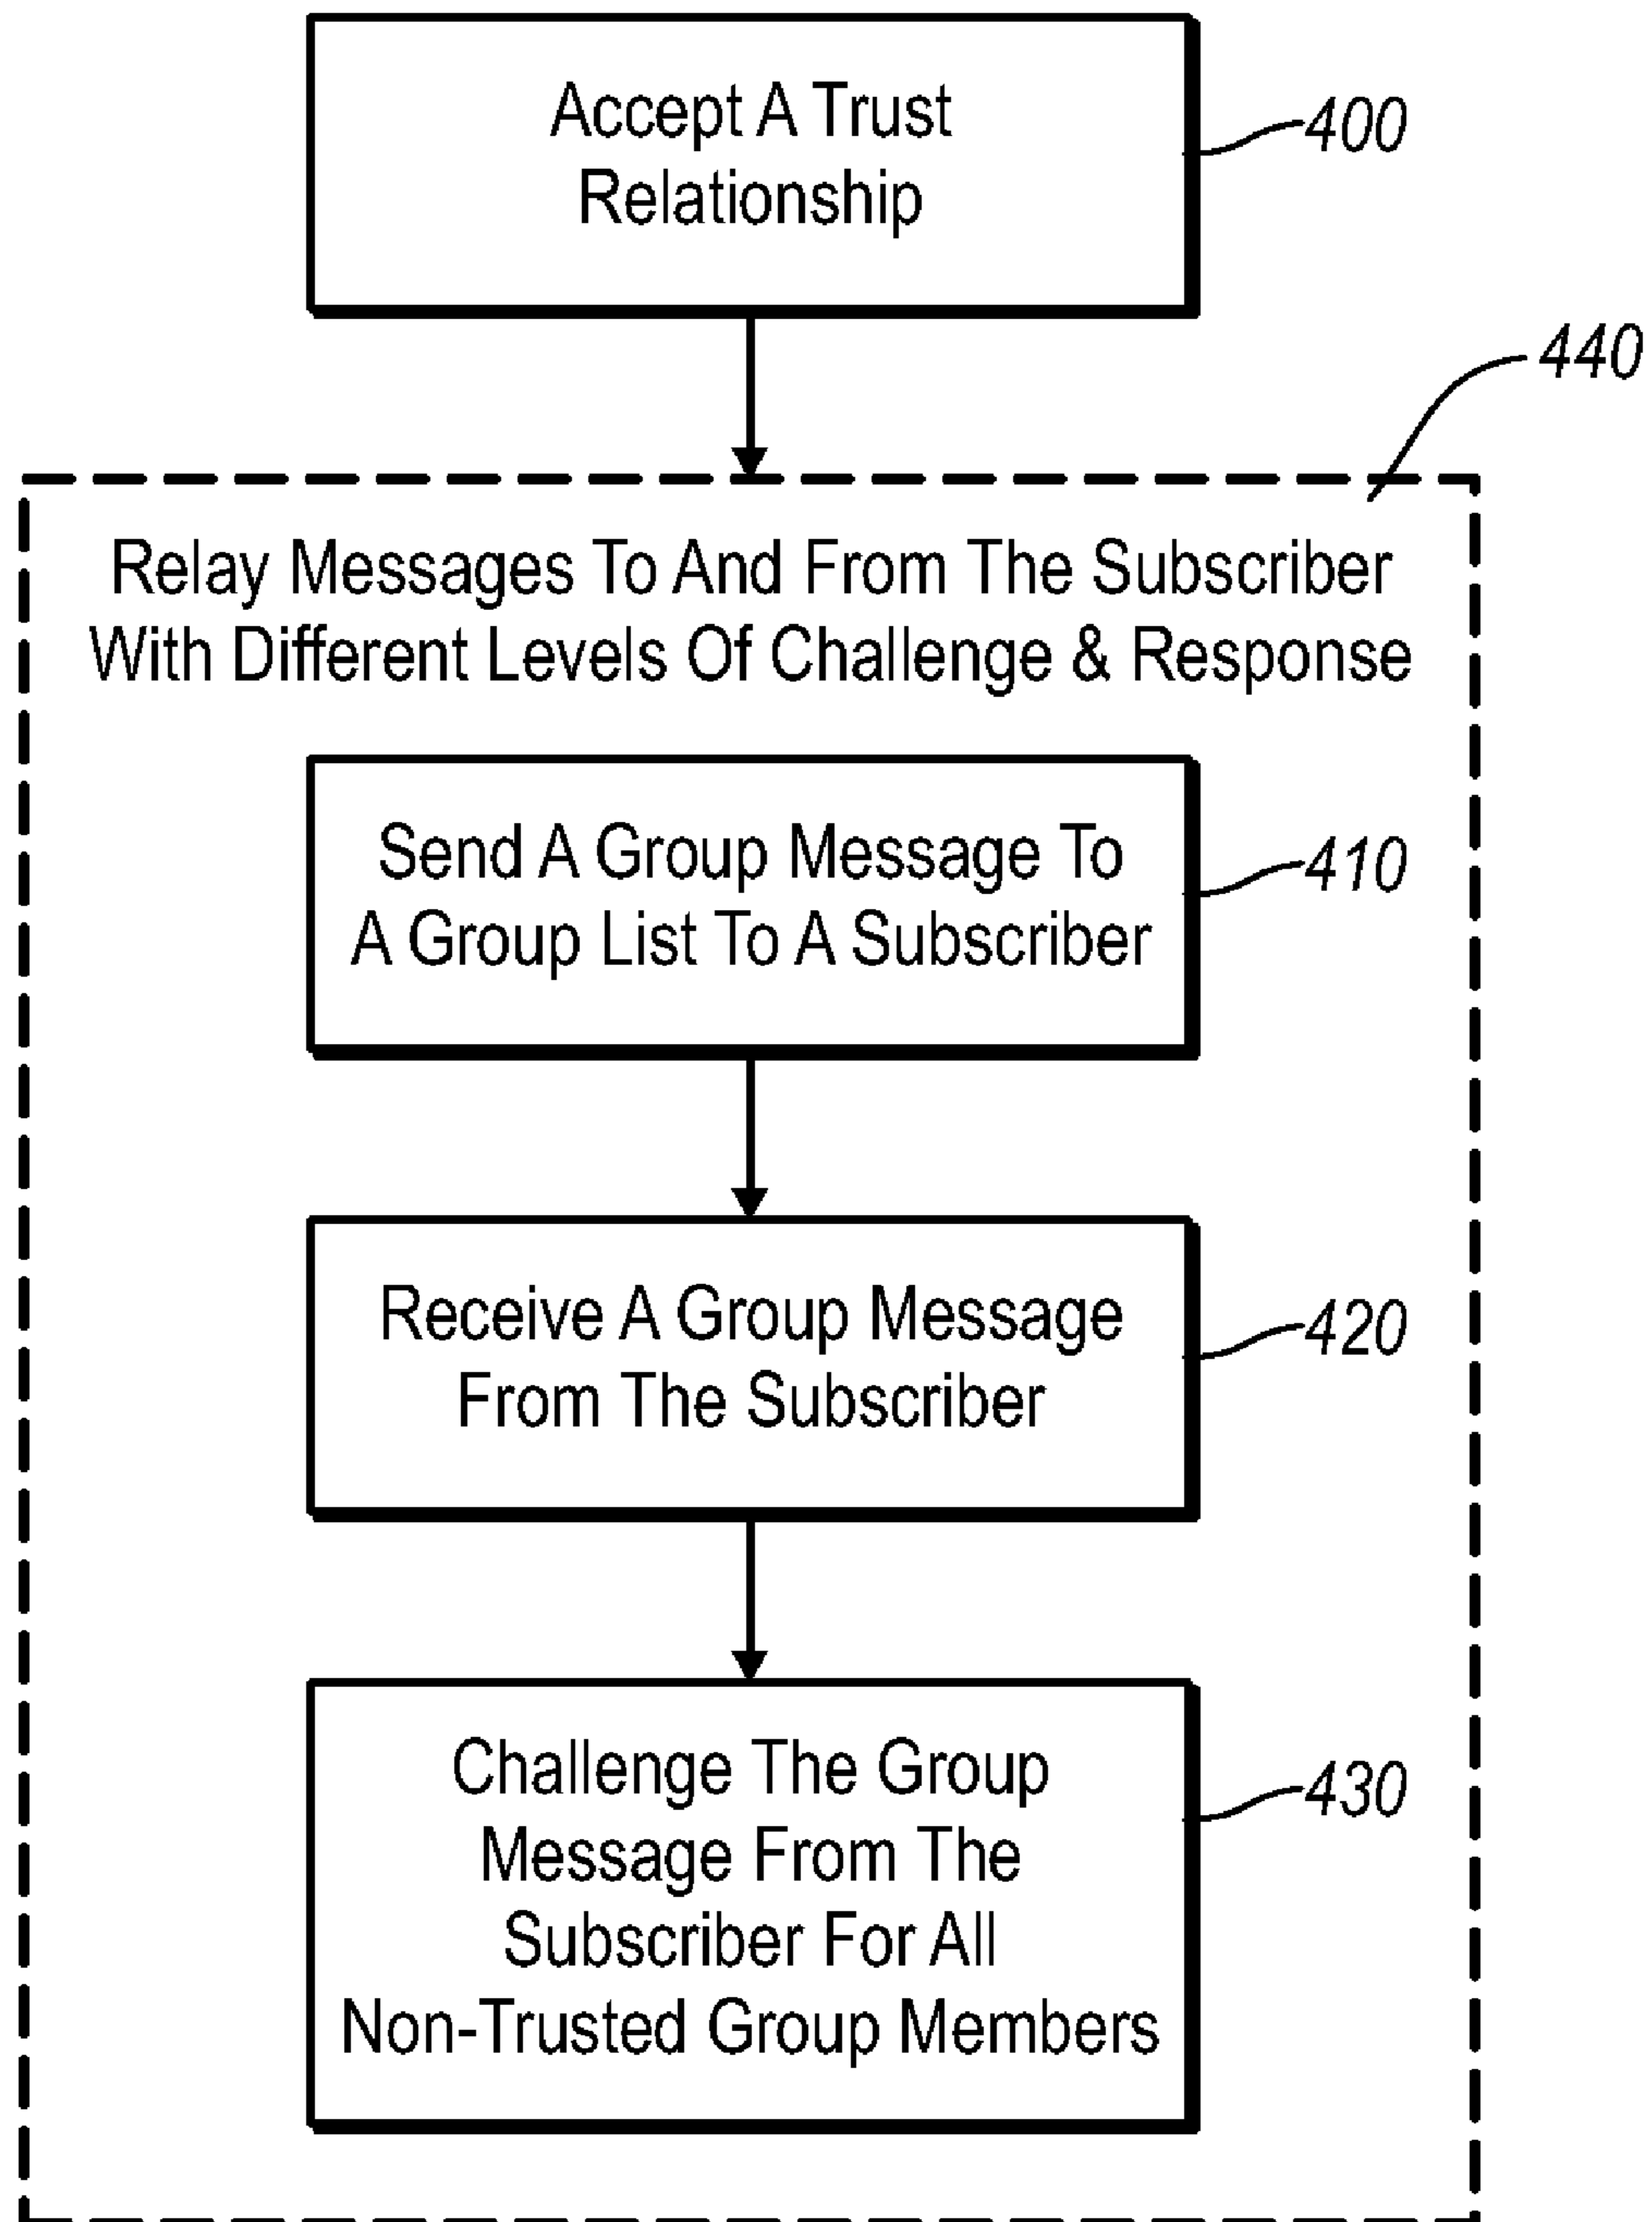 Accept A Trust
Relationship
400
440
Relay Messages To And From The Subscriber
With Different Levels Of Challenge & Response
Send A Group Message To
A Group List To A Subscriber
410
Receive A Group Message
From The Subscriber
420
Challenge The Group
Message From The
Subscriber For All
Non-Trusted Group Members
430